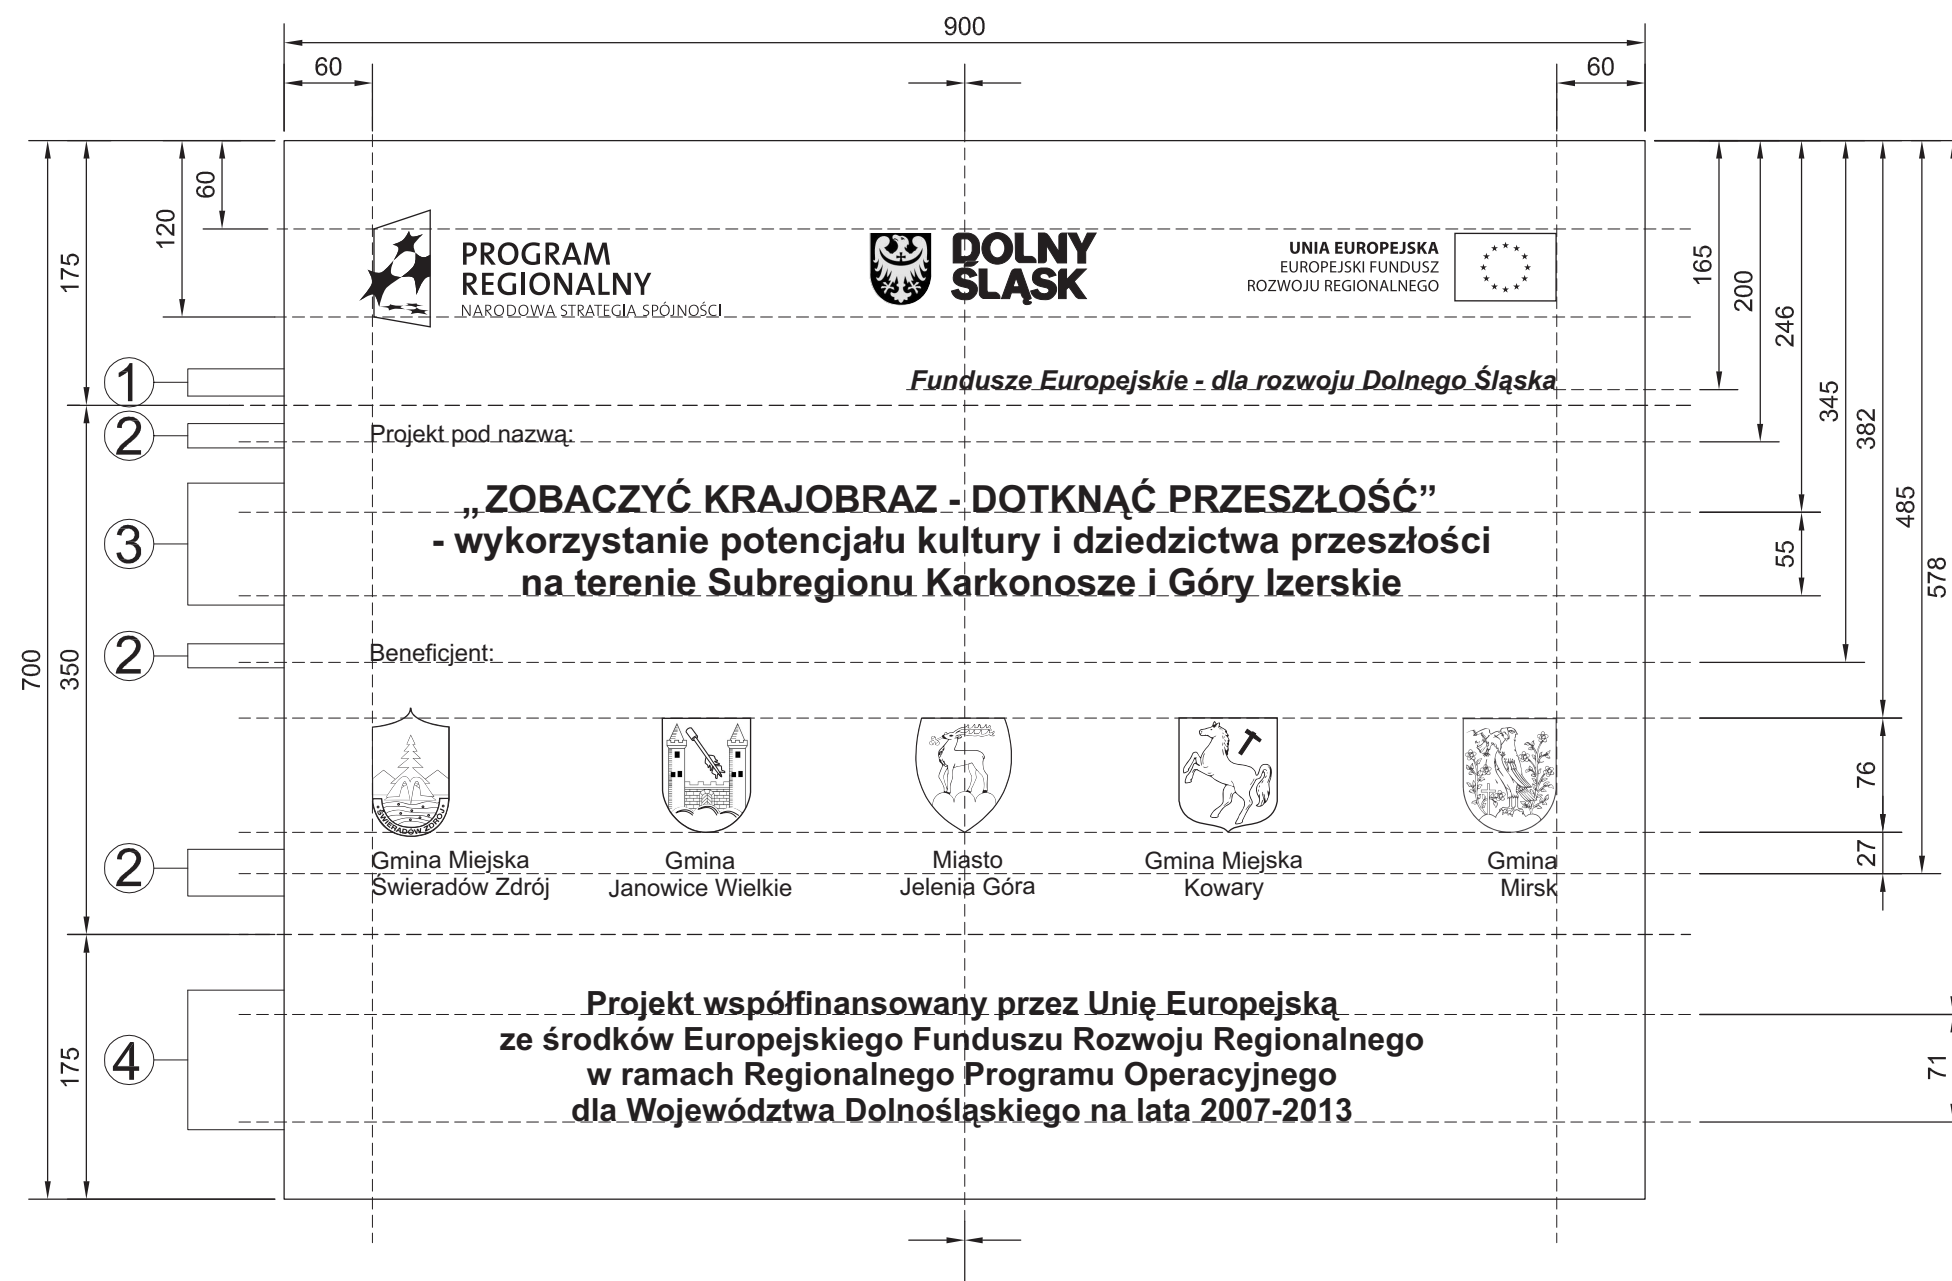 900
60
60
60
120
175
165
200
246
345
382
485
578
PROGRAM
REGIONALNY
NARODOWA STRATEGIA SPÓJNOŚCI
DOLNY
ŚLĄSK
UNIA EUROPEJSKA
EUROPEJSKI FUNDUSZ
ROZWOJU REGIONALNEGO
1
Fundusze Europejskie - dla rozwoju Dolnego Śląska
2
Projekt pod nazwą:
3
„ZOBACZYĆ KRAJOBRAZ - DOTKNĄĆ PRZESZŁOŚĆ”
- wykorzystanie potencjału kultury i dziedzictwa przeszłości
na terenie Subregionu Karkonosze i Góry Izerskie
55
2
Beneficjent:
700
350
ŚWIERADÓW ZDRÓJ
76
27
2
Gmina Miejska
Świeradów Zdrój
Gmina
Janowice Wielkie
Miasto
Jelenia Góra
Gmina Miejska
Kowary
Gmina
Mirsk
4
175
Projekt współfinansowany przez Unię Europejską
ze środków Europejskiego Funduszu Rozwoju Regionalnego
w ramach Regionalnego Programu Operacyjnego
dla Województwa Dolnośląskiego na lata 2007-2013
71